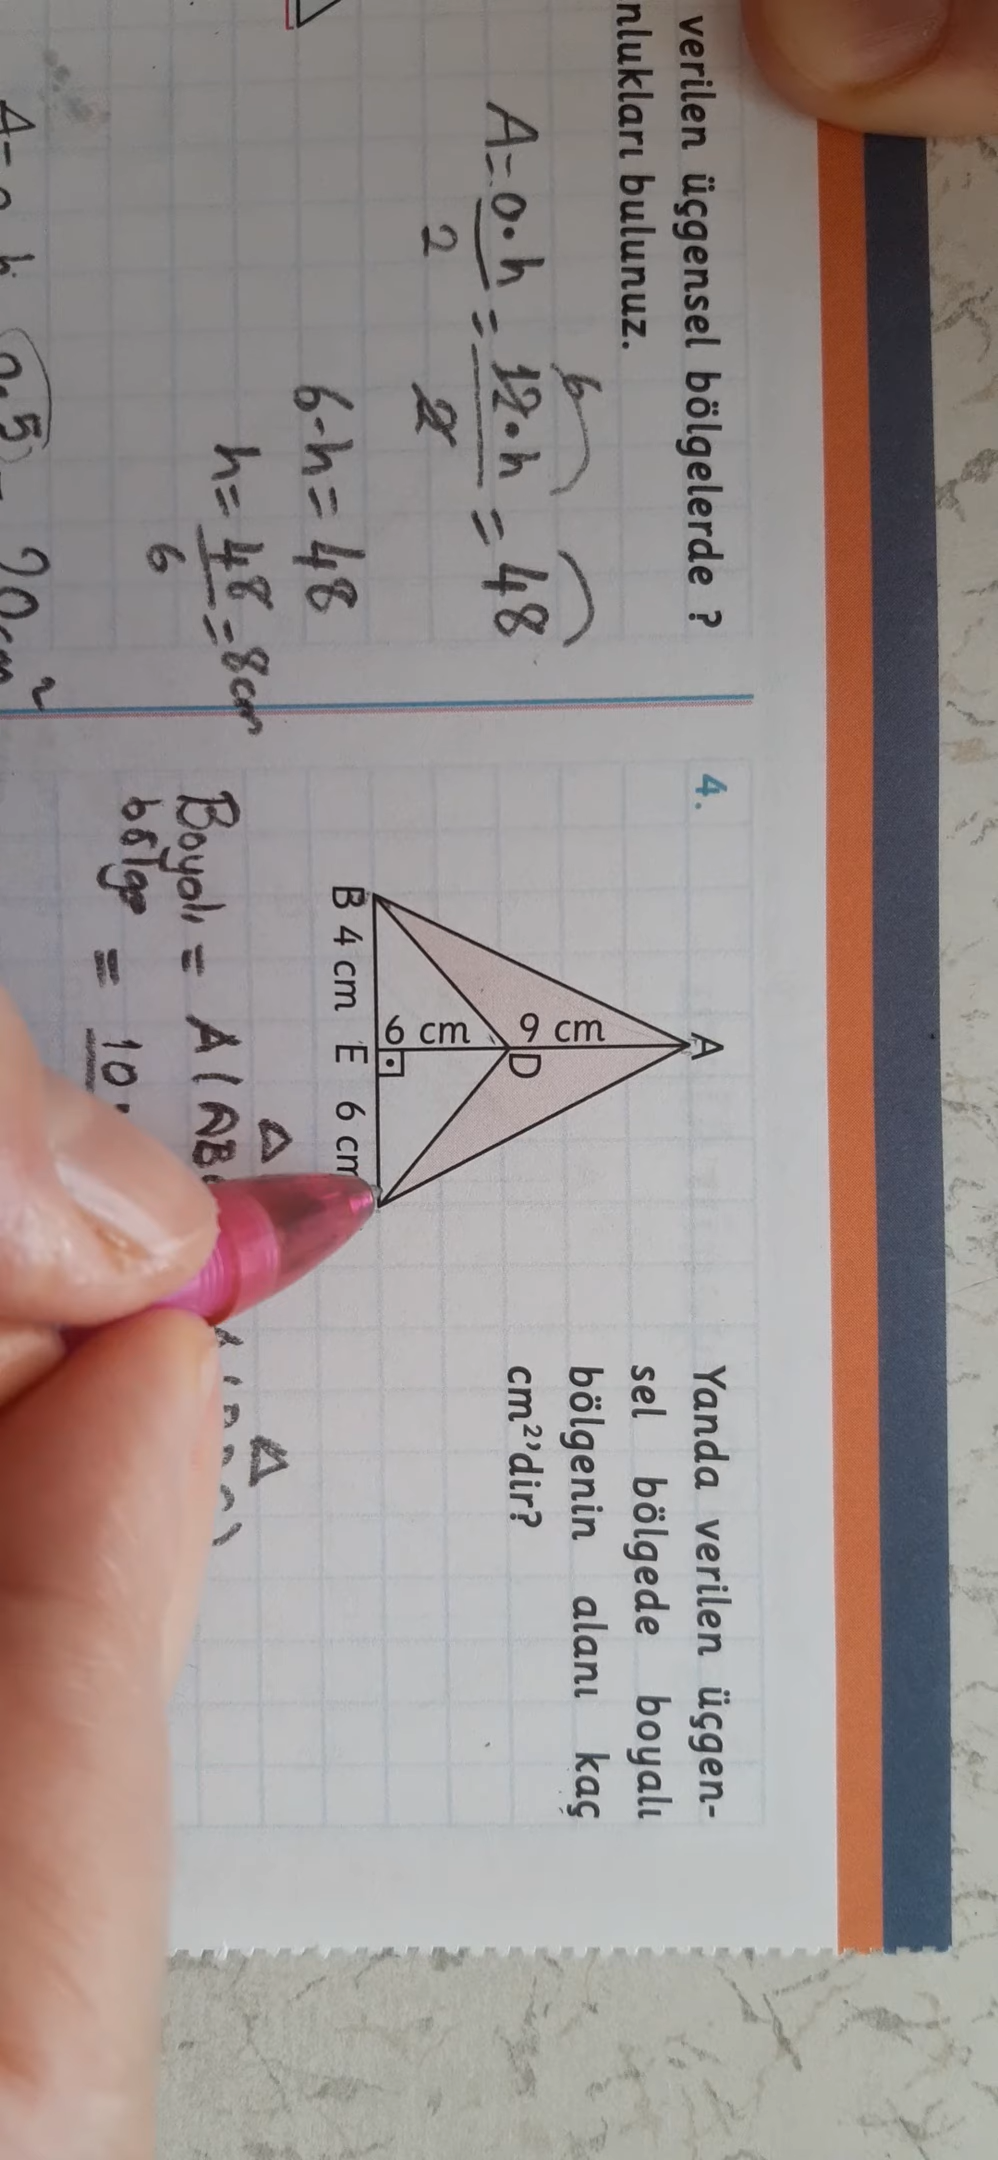 verilen üçgensel bölgelerde ?
nlukları bulunuz.
A = a·h = 12·h = 48
2 2
6
6·h = 48
h = 48 = 8cm
6
20cm²
4.
A
9 cm
D
6 cm
B 4 cm E 6 cm
Yanda verilen üçgen-
sel bölgede boyalı
bölgenin alanı kaç
cm²'dir?
Boyalı = A(AB
bölge
= 10·